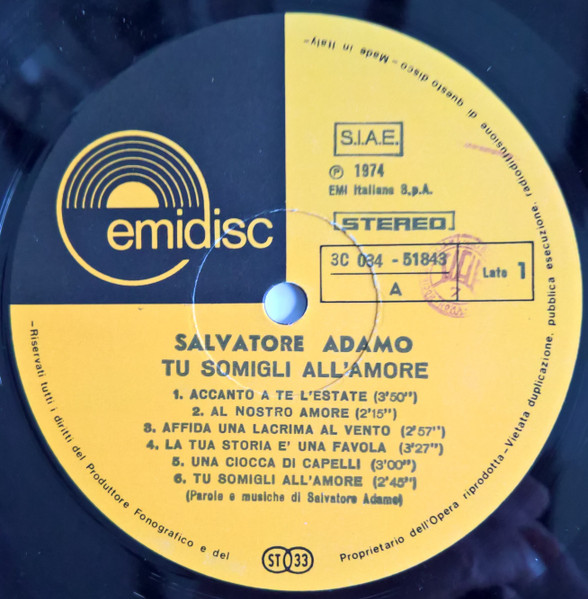 emidisc
S.I.A.E.
Ⓟ 1974
EMI Italiana S.p.A.
STEREO
3C 034 - 51843
A
Lato 1
SALVATORE ADAMO
TU SOMIGLI ALL'AMORE
1. ACCANTO A TE L'ESTATE (3'50")
2. AL NOSTRO AMORE (2'15")
3. AFFIDA UNA LACRIMA AL VENTO (2'57")
4. LA TUA STORIA E' UNA FAVOLA (3'27")
5. UNA CIOCCA DI CAPELLI (3'00")
6. TU SOMIGLI ALL'AMORE (2'45")
(Parole e musiche di Salvatore Adamo)
ST 33
-Riservati tutti i diritti del Produttore Fonografico e del Proprietario dell'Opera riprodotta-Vietata duplicazione, pubblica esecuzione, radiodiffusione di questo disco-Made in Italy-